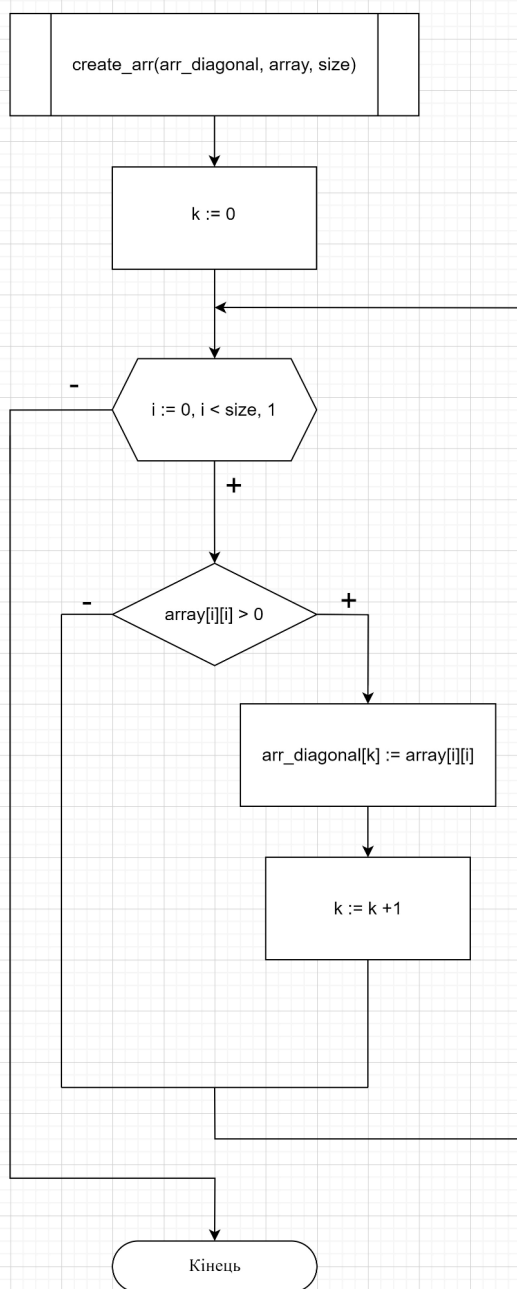 create_arr(arr_diagonal, array, size)
k := 0
-
i := 0, i < size, 1
+
-
array[i][i] > 0
+
arr_diagonal[k] := array[i][i]
k := k +1
Кінець